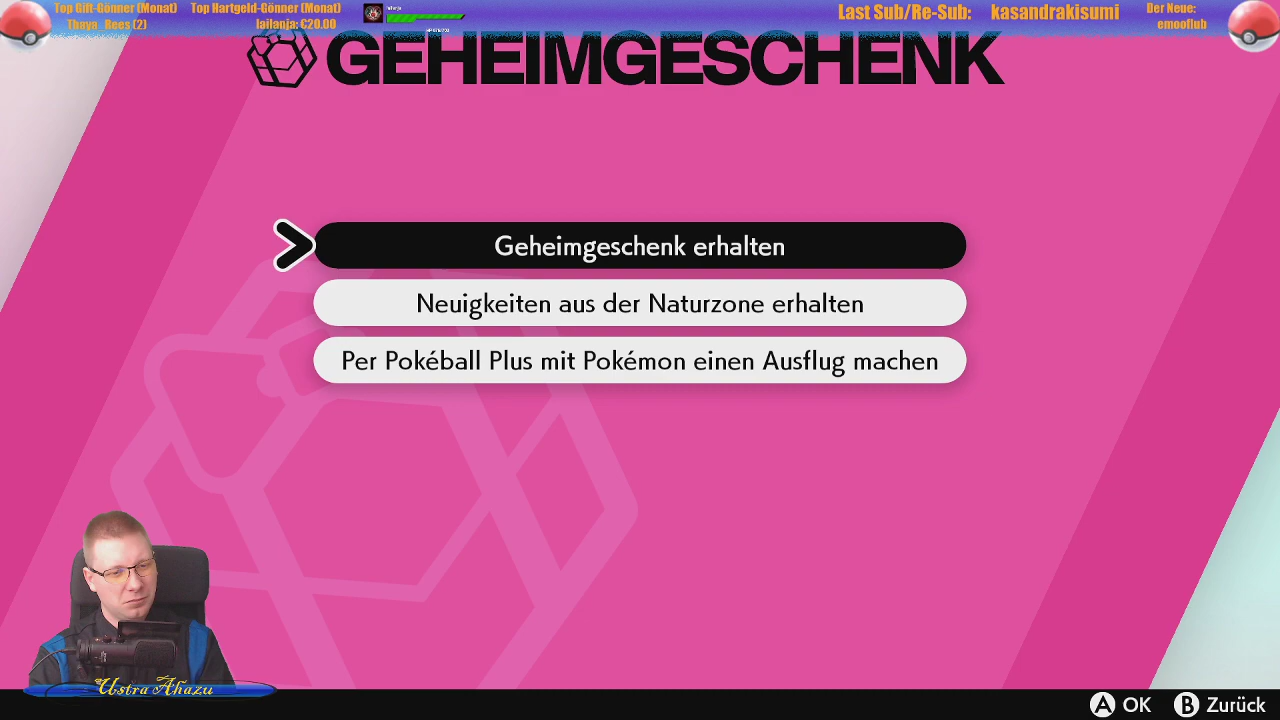 Top Gift-Gönner (Monat) Top Hartgeld-Gönner (Monat) Last Sub/Re-Sub: kasandrakisumi Der Neue:
Thaya_Rees (2) lailanja: €20.00 emooflub
GEHEIMGESCHENK
Geheimgeschenk erhalten
Neuigkeiten aus der Naturzone erhalten
Per Pokéball Plus mit Pokémon einen Ausflug machen
Ustra Ahazu
A OK B Zurück